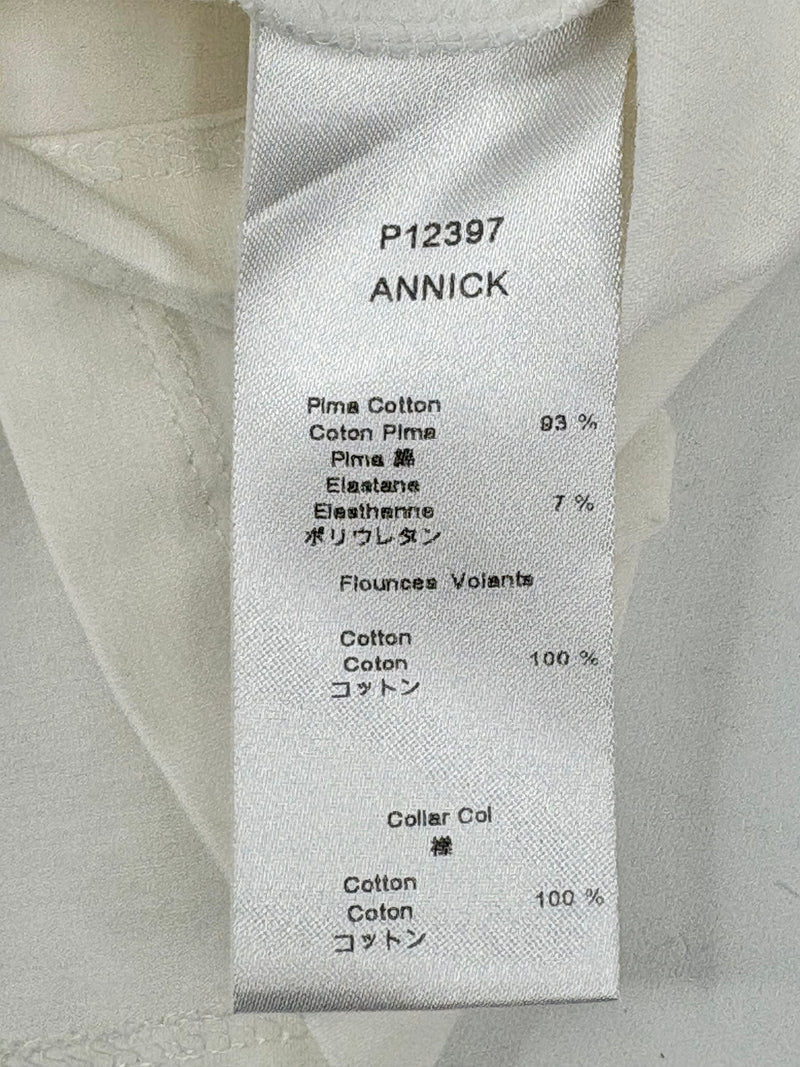 P12397
ANNICK
Pima Cotton
Coton Pima 93 %
Pima 綿
Elastane
Elasthanne 7 %
ポリウレタン
Flounces Volants
Cotton
Coton 100 %
コットン
Collar Col
襟
Cotton
Coton 100 %
コットン